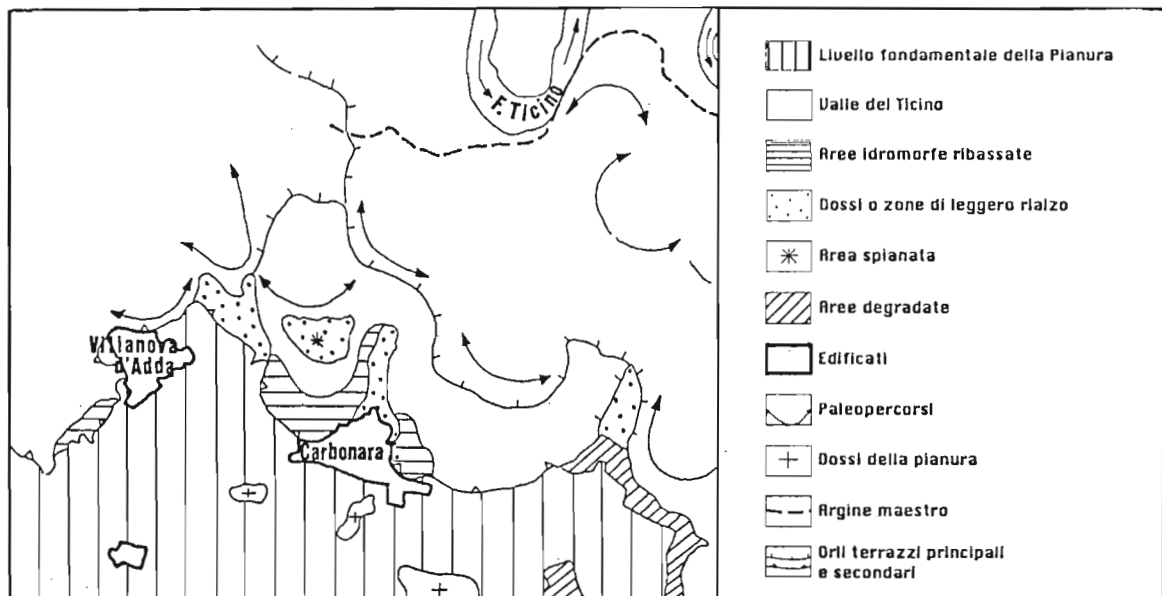 F. TICINO
Villanova
d'Adda
Carbonara
Livello fondamentale della Pianura
Valle del Ticino
Aree idromorfe ribassate
Dossi o zone di leggero rialzo
Area spianata
Aree degradate
Edificati
Paleopercorsi
Dossi della pianura
Argine maestro
Orli terrazzi principali
e secondari